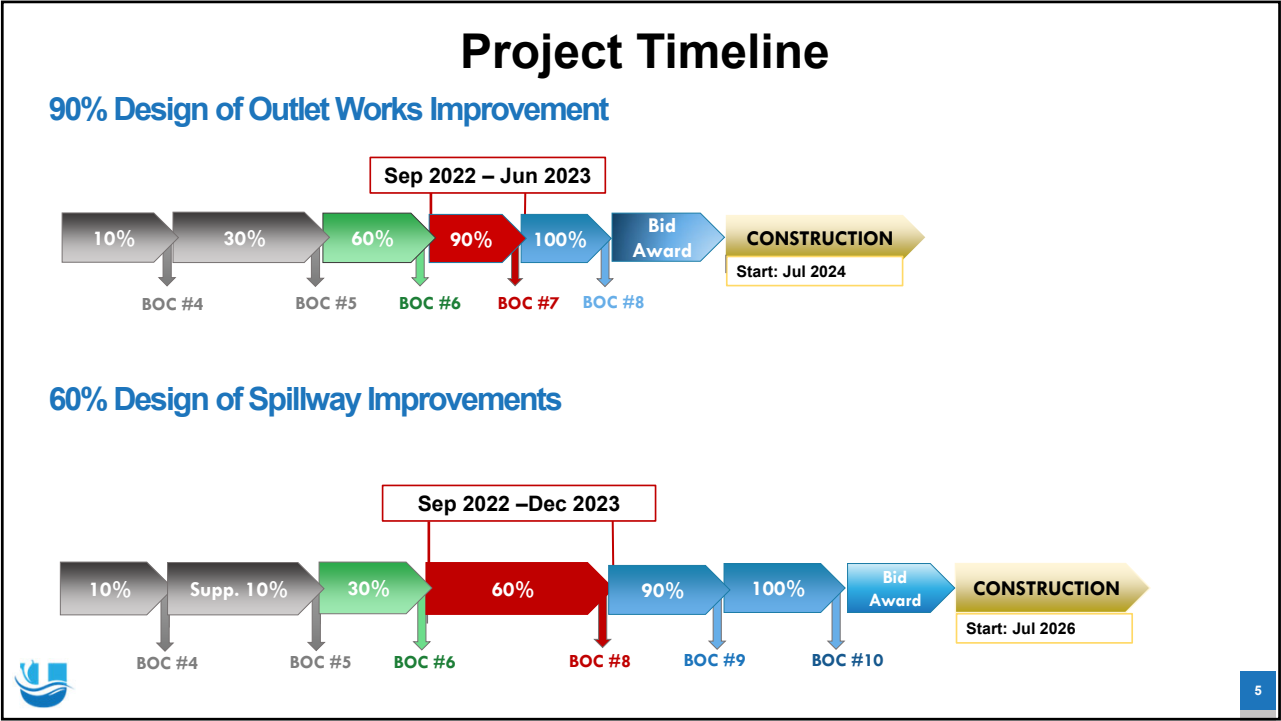 Project Timeline
90% Design of Outlet Works Improvement
Sep 2022 – Jun 2023
10%
30%
60%
90%
100%
Bid
Award
CONSTRUCTION
Start: Jul 2024
BOC #4
BOC #5
BOC #6
BOC #7
BOC #8
60% Design of Spillway Improvements
Sep 2022 –Dec 2023
10%
Supp. 10%
30%
60%
90%
100%
Bid
Award
CONSTRUCTION
Start: Jul 2026
BOC #4
BOC #5
BOC #6
BOC #8
BOC #9
BOC #10
5